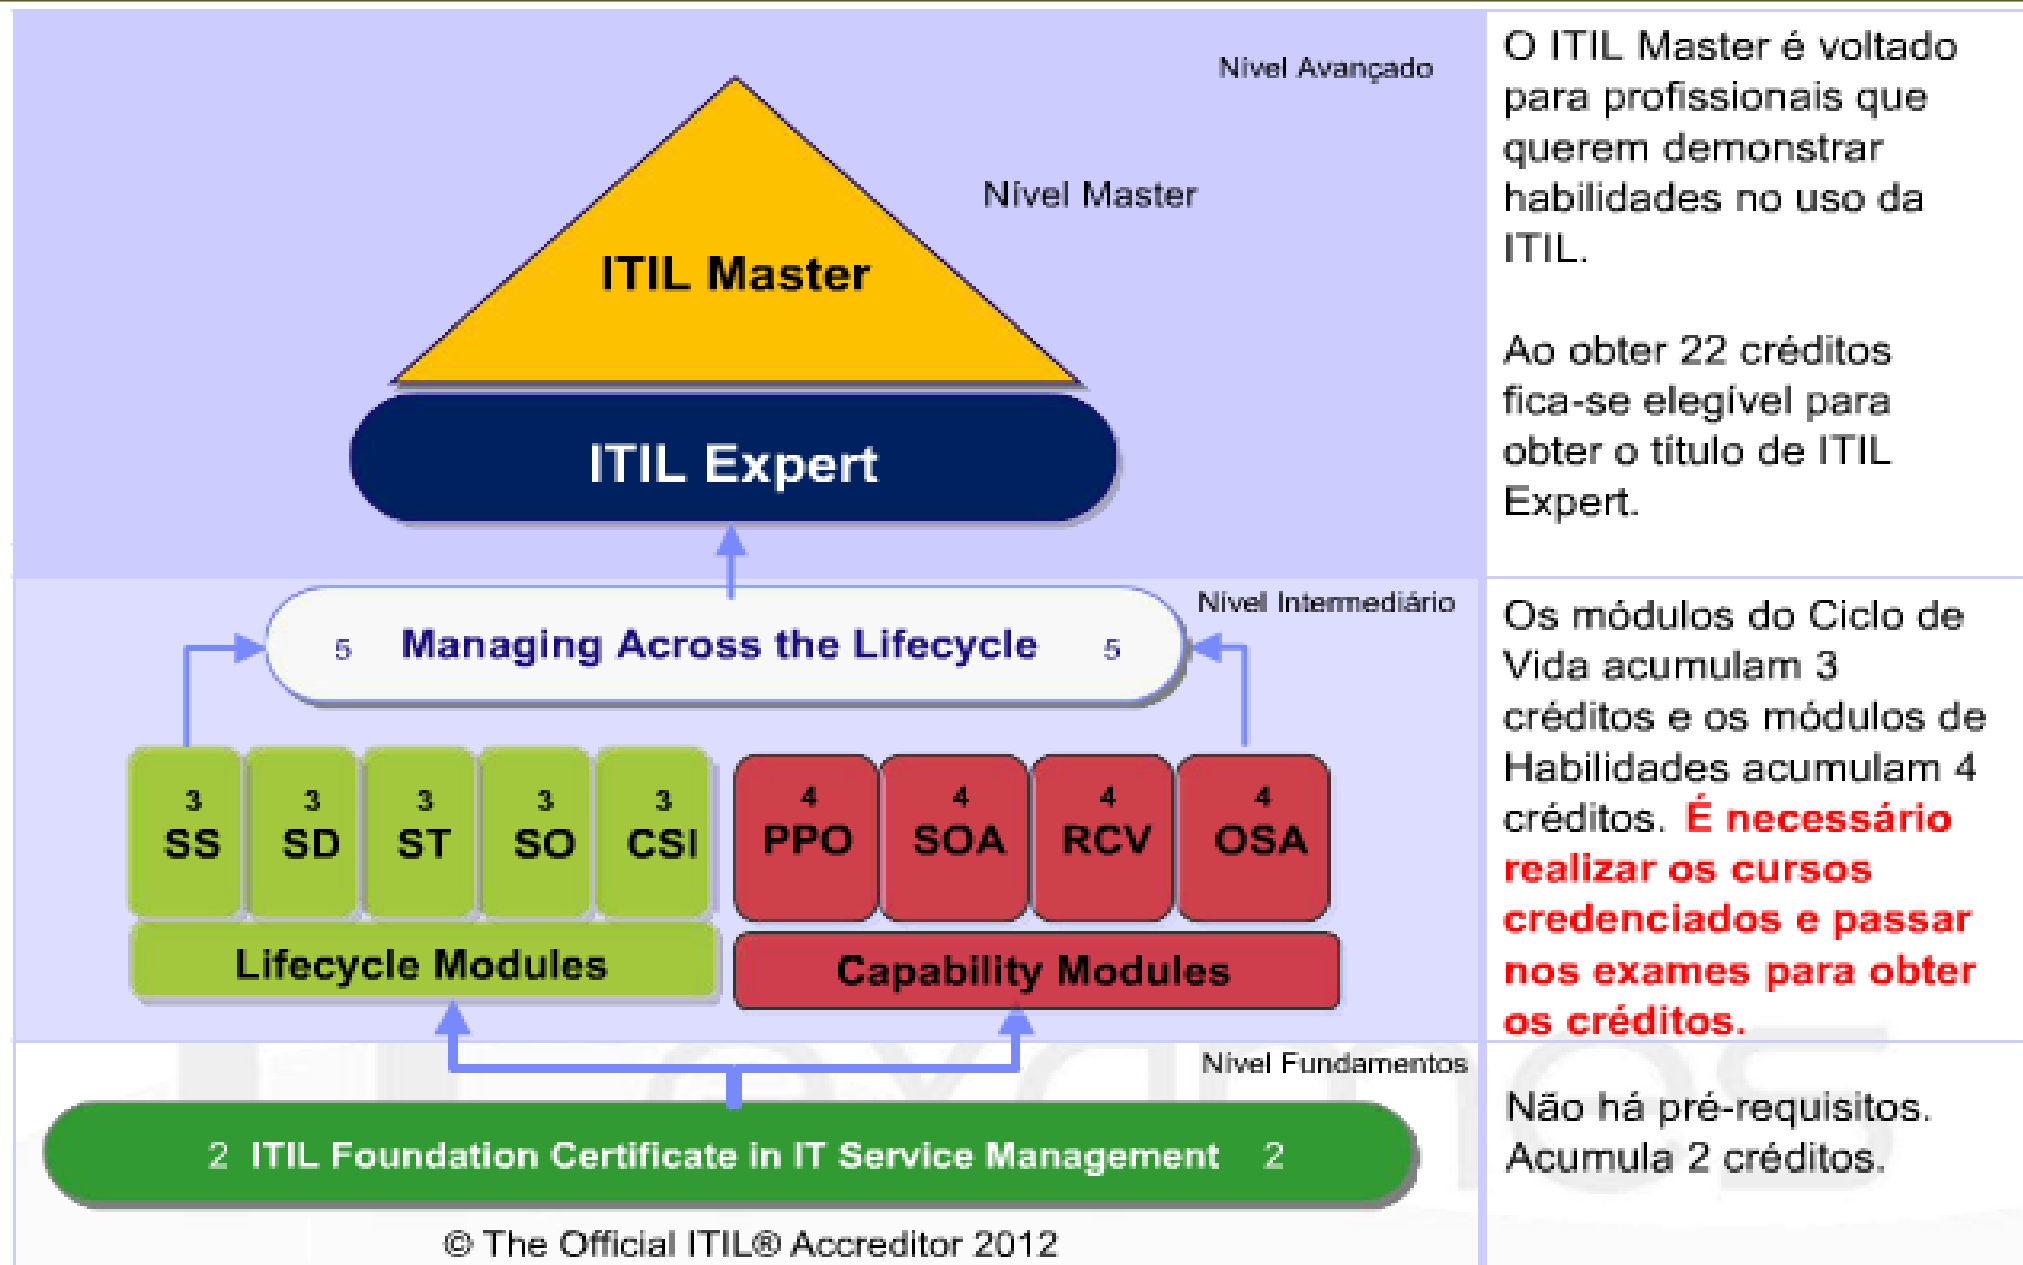 Nível Avançado
Nível Master
ITIL Master
ITIL Expert
O ITIL Master é voltado
para profissionais que
querem demonstrar
habilidades no uso da
ITIL.
Ao obter 22 créditos
fica-se elegível para
obter o título de ITIL
Expert.
Nível Intermediário
5 Managing Across the Lifecycle 5
3 3 3 3 3 4 4 4 4
SS SD ST SO CSI PPO SOA RCV OSA
Lifecycle Modules Capability Modules
Os módulos do Ciclo de
Vida acumulam 3
créditos e os módulos de
Habilidades acumulam 4
créditos. É necessário
realizar os cursos
credenciados e passar
nos exames para obter
os créditos.
Nível Fundamentos
2 ITIL Foundation Certificate in IT Service Management 2
© The Official ITIL® Accreditor 2012
Não há pré-requisitos.
Acumula 2 créditos.